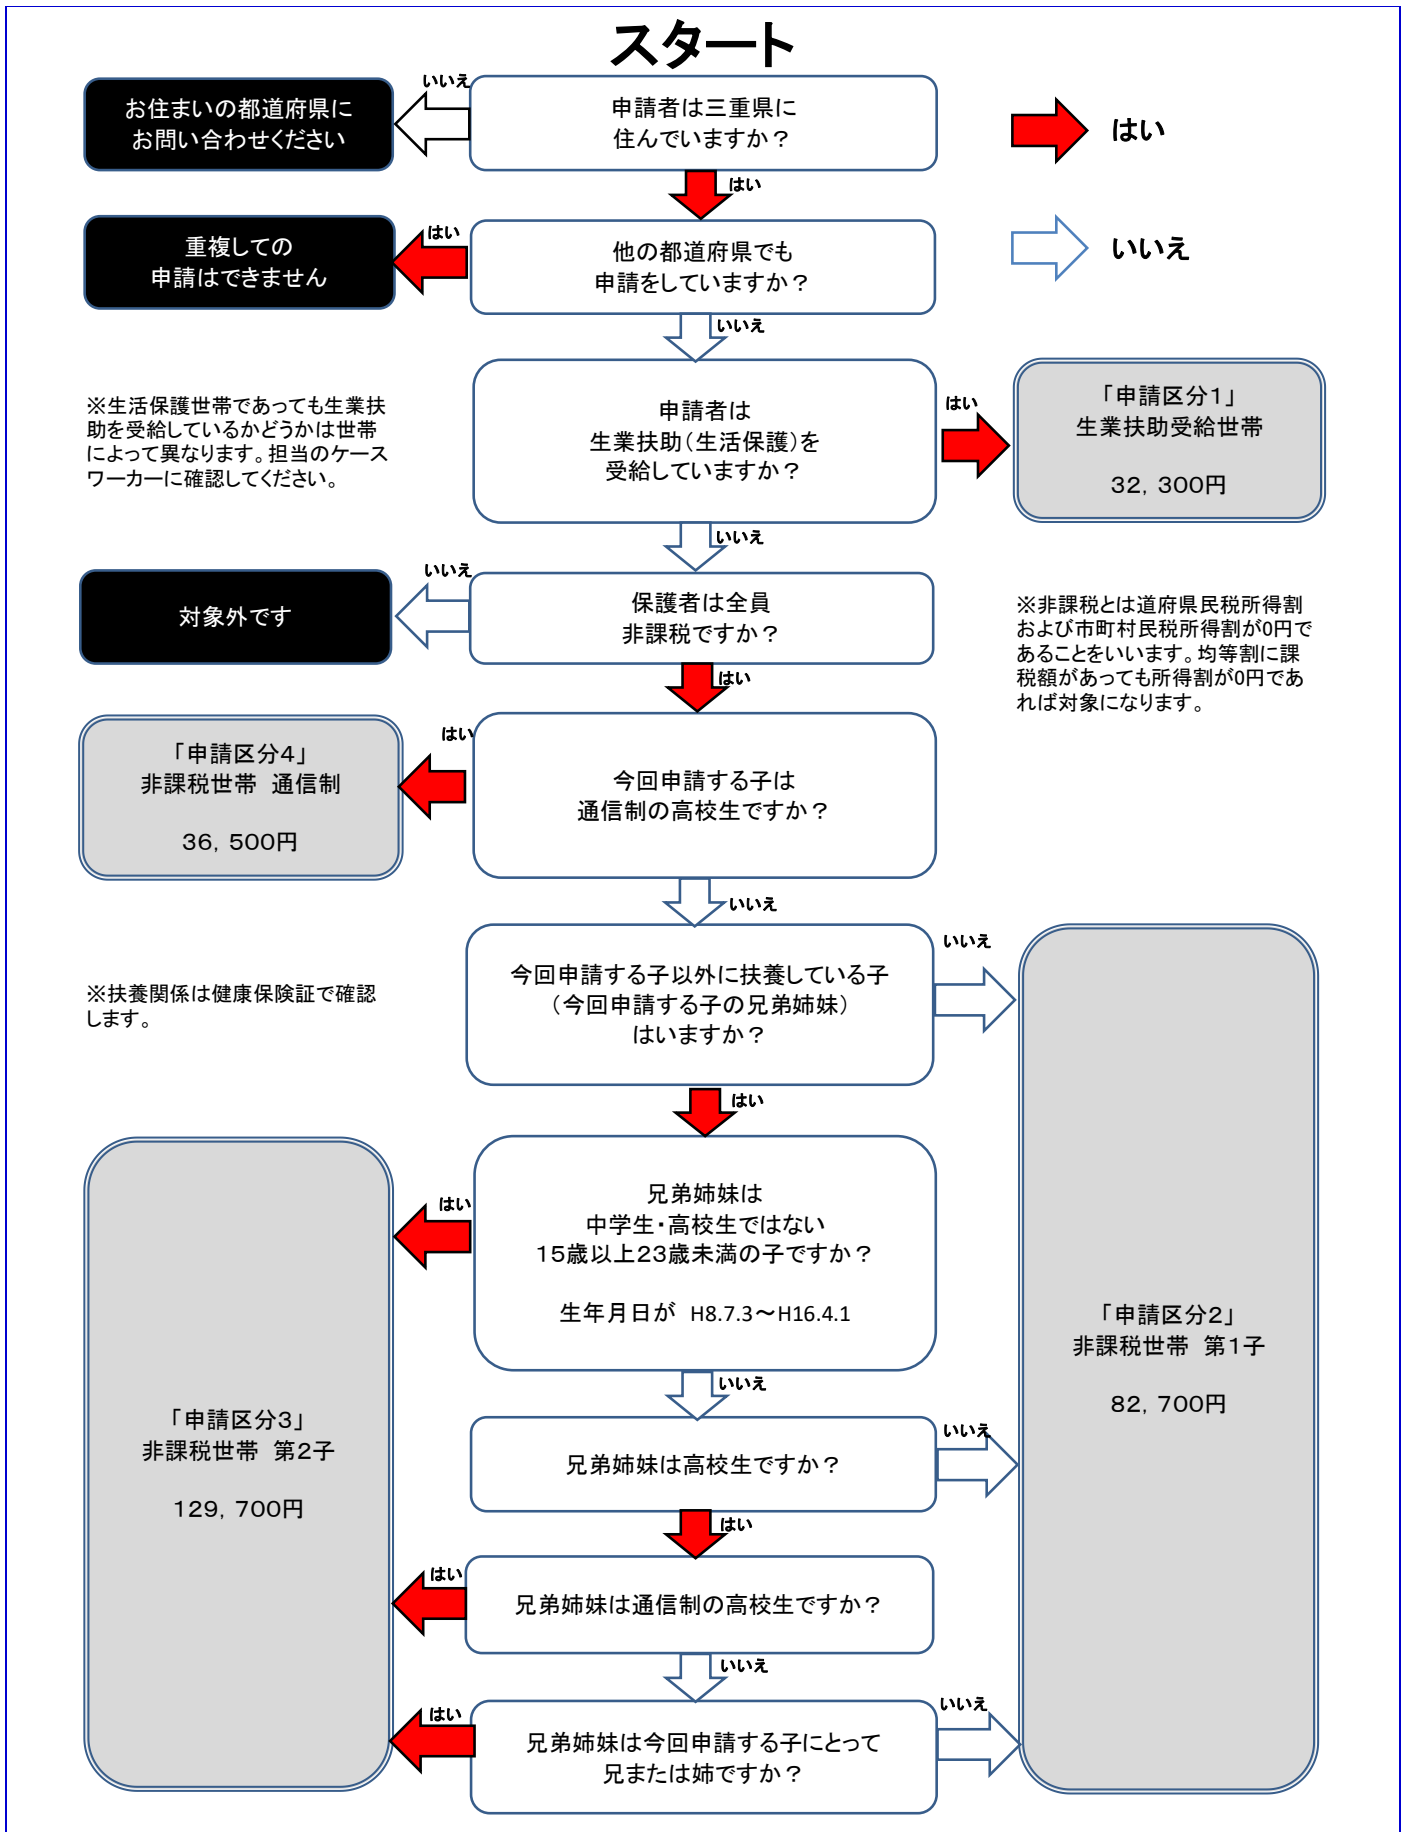 スタート
いいえ
お住まいの都道府県に
お問い合わせください
申請者は三重県に
住んでいますか？
はい
はい
はい
重複しての
申請はできません
他の都道府県でも
申請をしていますか？
いいえ
いいえ
※生活保護世帯であっても生業扶
助を受給しているかどうかは世帯
によって異なります。担当のケース
ワーカーに確認してください。
申請者は
生業扶助（生活保護）を
受給していますか？
はい
「申請区分１」
生業扶助受給世帯
３２，３００円
いいえ
いいえ
対象外です
保護者は全員
非課税ですか？
※非課税とは道府県民税所得割
および市町村民税所得割が0円で
あることをいいます。均等割に課
税額があっても所得割が0円であ
れば対象になります。
はい
はい
「申請区分４」
非課税世帯　通信制
３６，５００円
今回申請する子は
通信制の高校生ですか？
いいえ
※扶養関係は健康保険証で確認
します。
今回申請する子以外に扶養している子
（今回申請する子の兄弟姉妹）
はいますか？
いいえ
はい
はい
兄弟姉妹は
中学生・高校生ではない
１５歳以上２３歳未満の子ですか？
生年月日が　H8.7.3～H16.4.1
「申請区分２」
非課税世帯　第１子
８２，７００円
いいえ
「申請区分３」
非課税世帯　第２子
１２９，７００円
兄弟姉妹は高校生ですか？
いいえ
はい
はい
兄弟姉妹は通信制の高校生ですか？
いいえ
はい
兄弟姉妹は今回申請する子にとって
兄または姉ですか？
いいえ